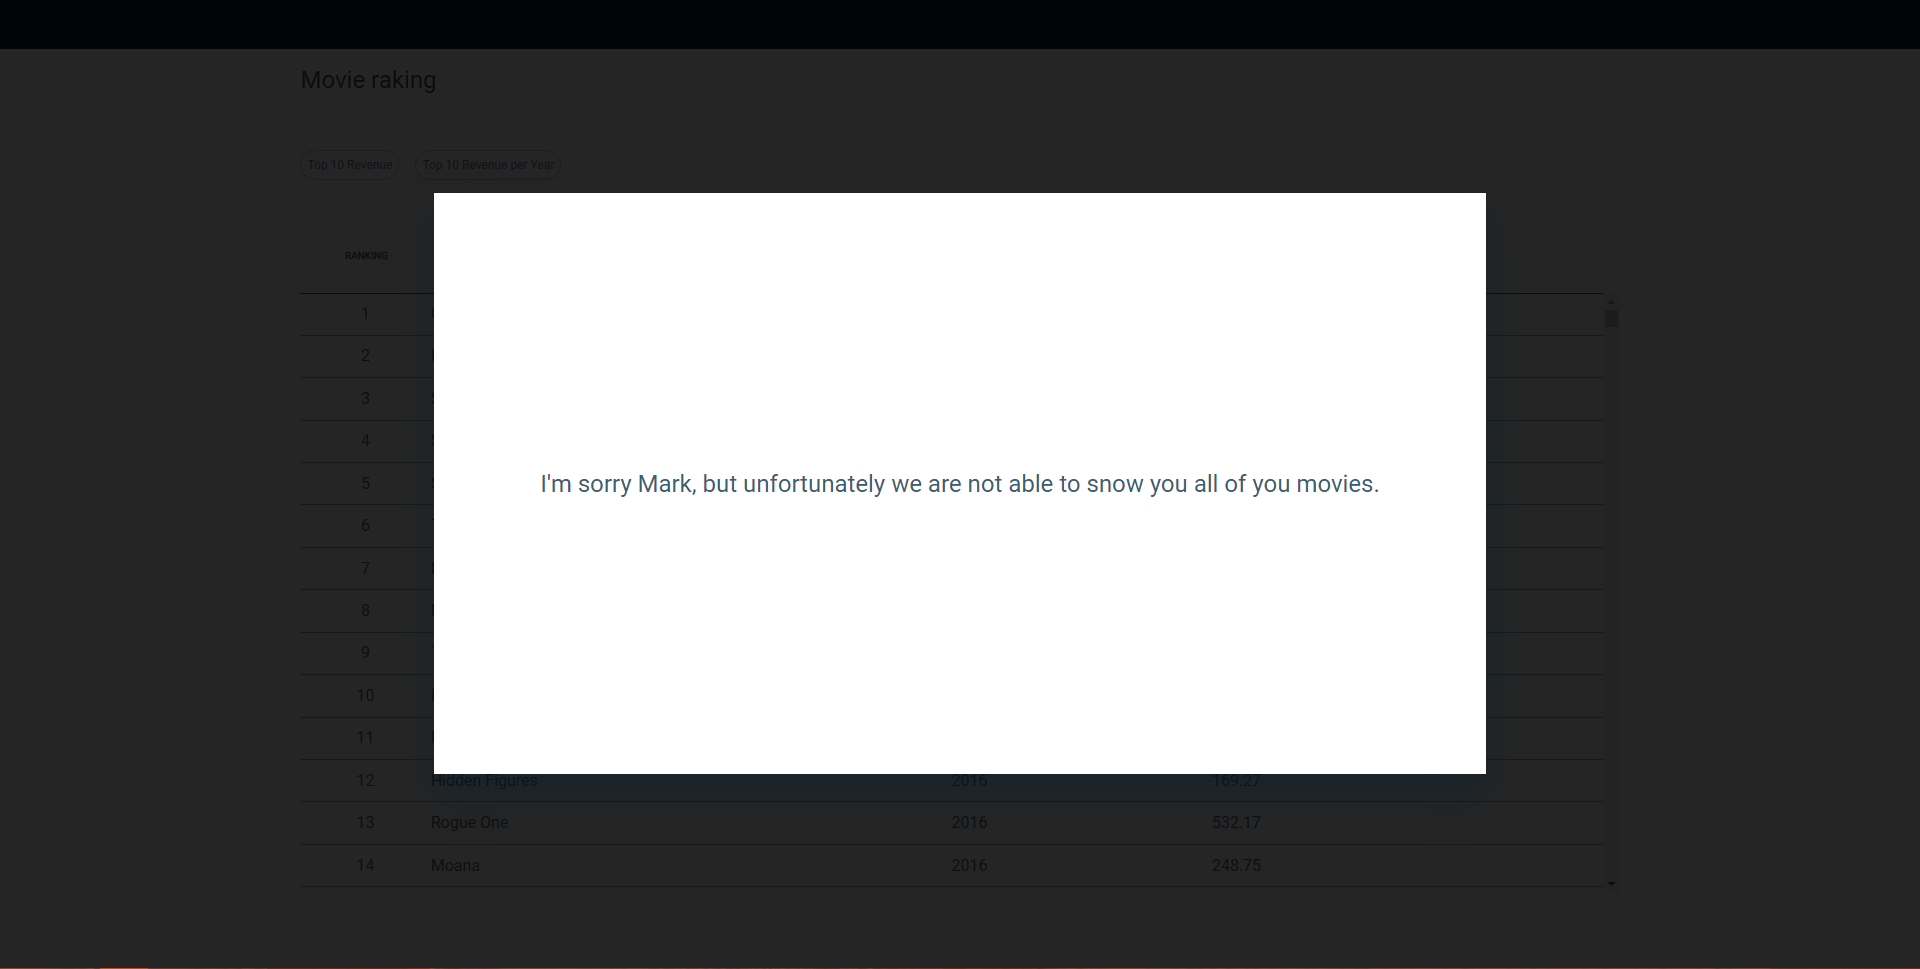 Movie raking
Top 10 Revenue Top 10 Revenue per Year
RANKING
1
2
3
4
5
6
7
8
9
10
11
I'm sorry Mark, but unfortunately we are not able to snow you all of you movies.
12 Hidden Figures 2016 169.27
13 Rogue One 2016 532.17
14 Moana 2016 248.75